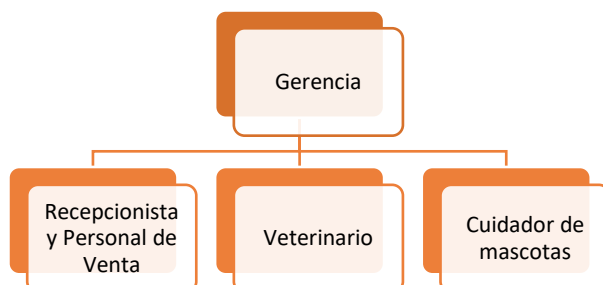 Gerencia
Recepcionista
y Personal de
Venta
Veterinario
Cuidador de
mascotas